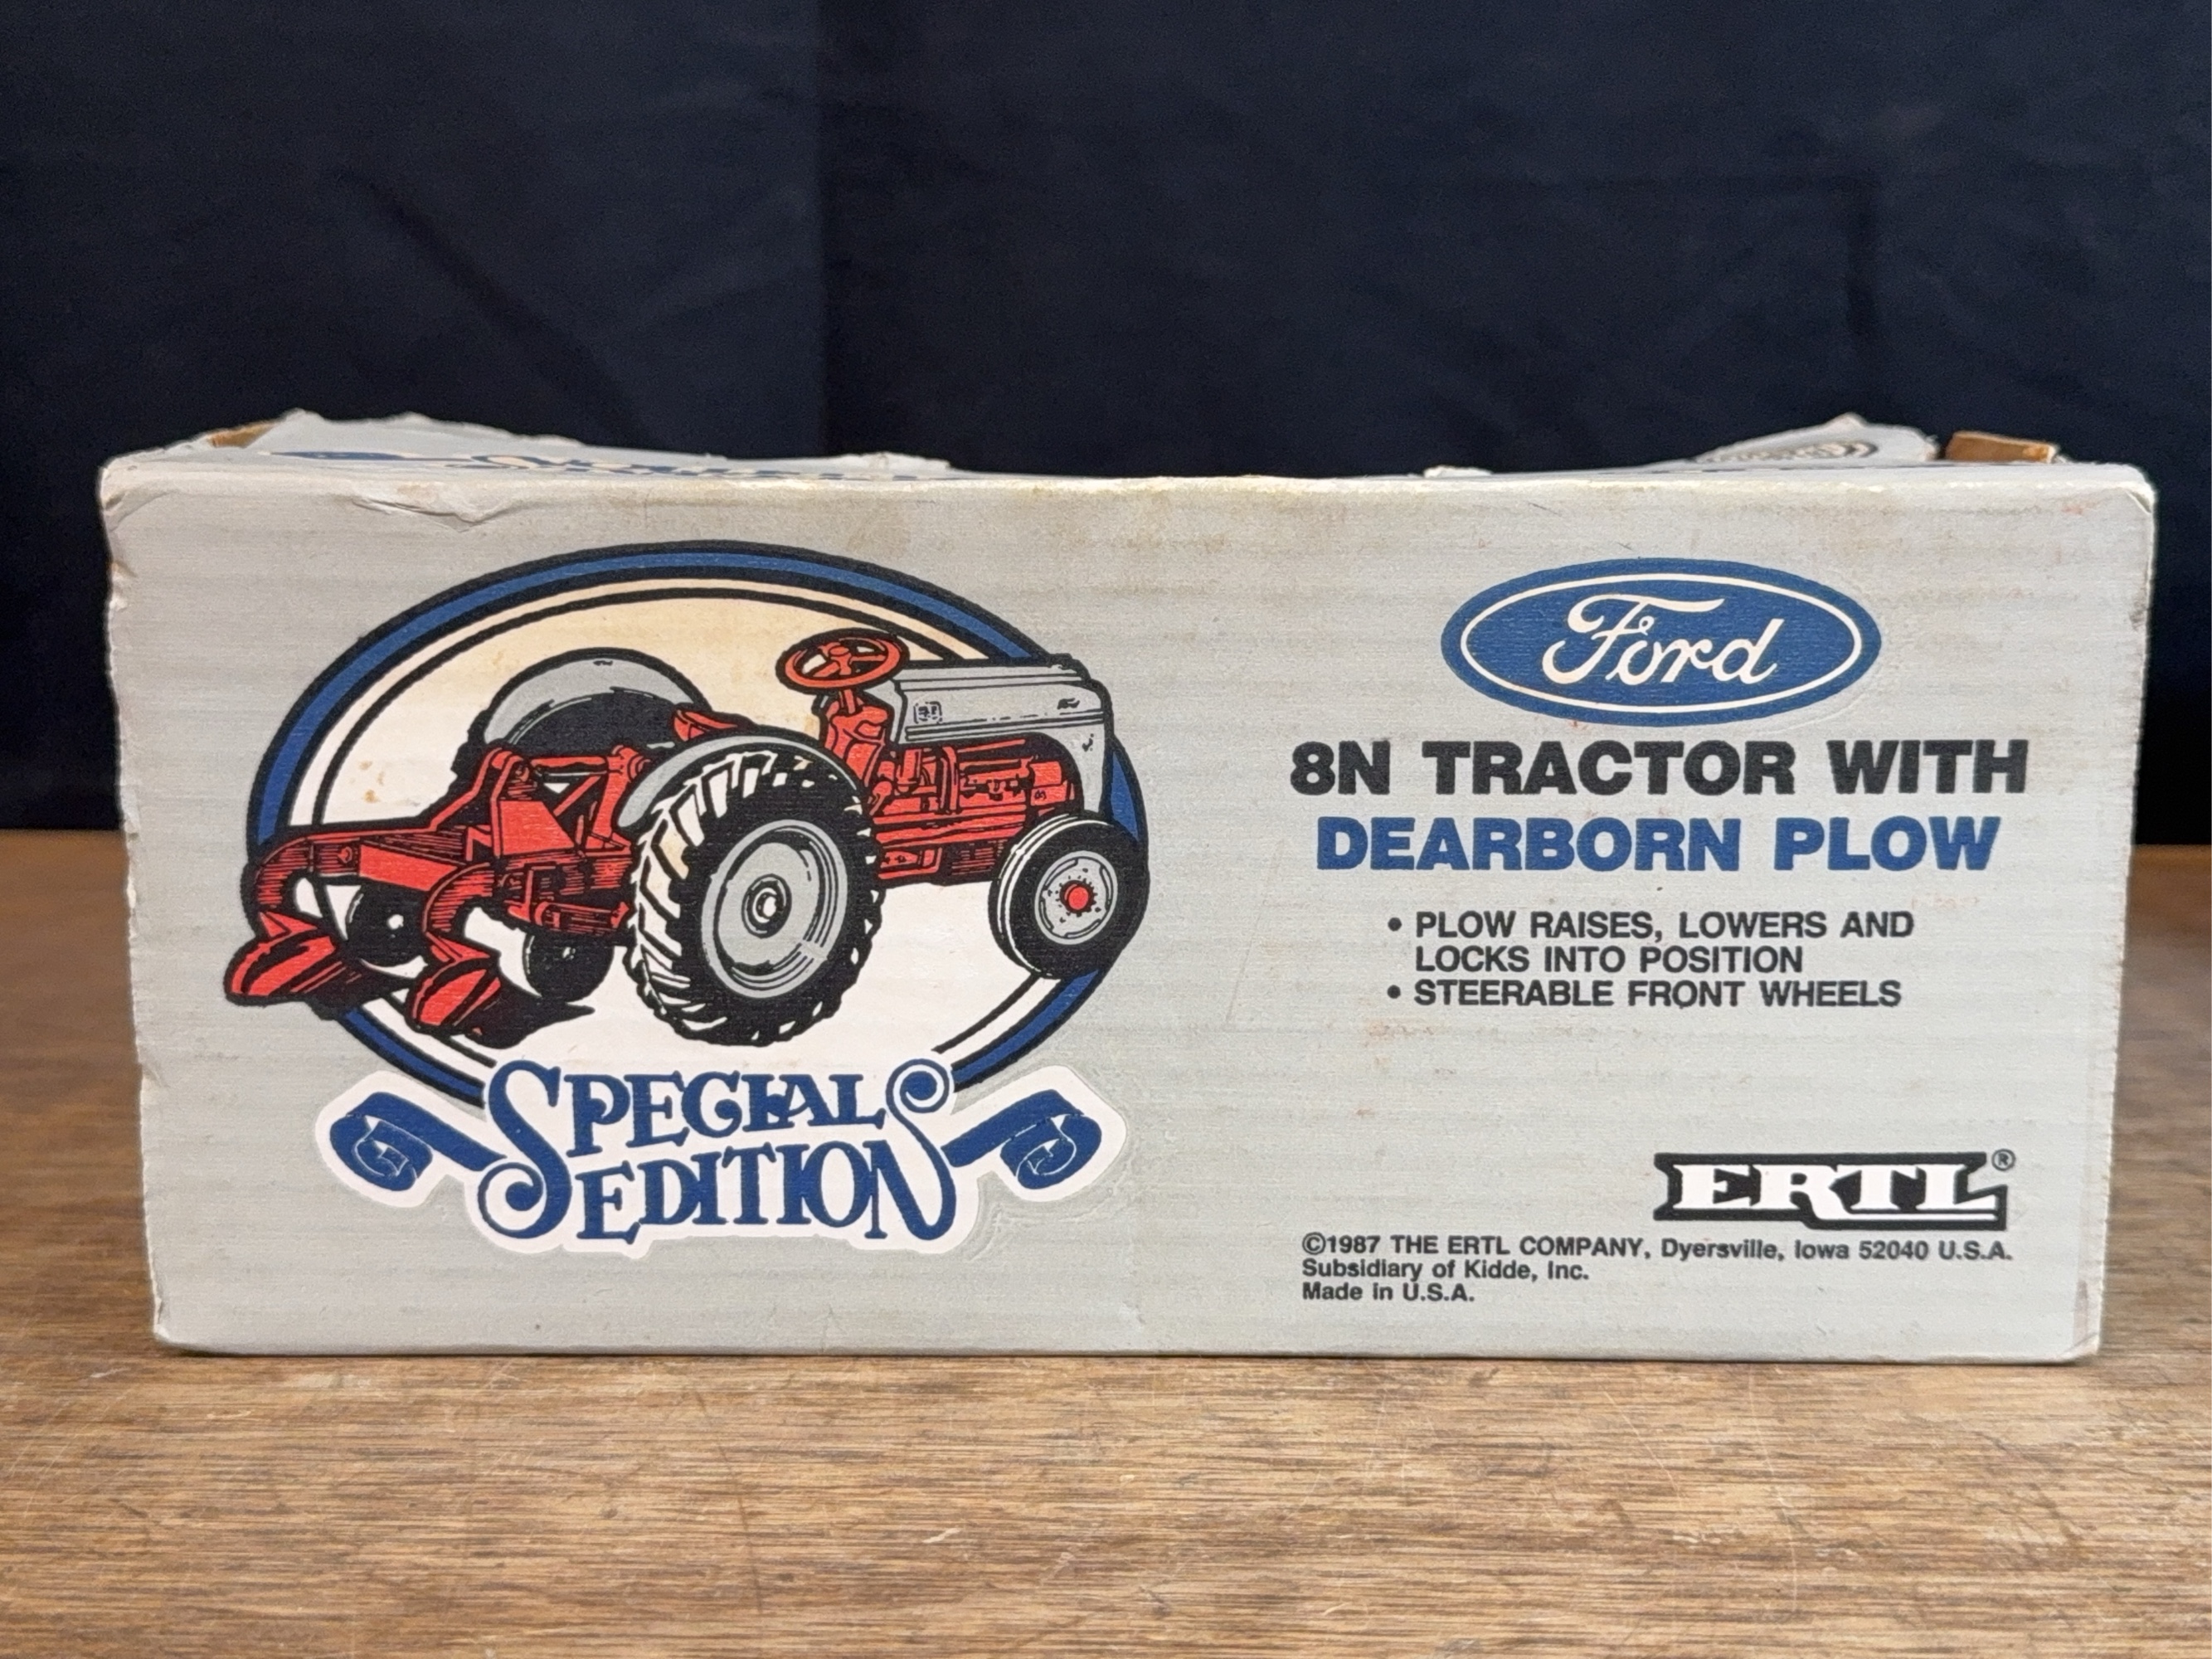 SPECIAL
EDITION
Ford
8N TRACTOR WITH
DEARBORN PLOW
• PLOW RAISES, LOWERS AND
LOCKS INTO POSITION
• STEERABLE FRONT WHEELS
ERTL®
©1987 THE ERTL COMPANY, Dyersville, Iowa 52040 U.S.A.
Subsidiary of Kidde, Inc.
Made in U.S.A.